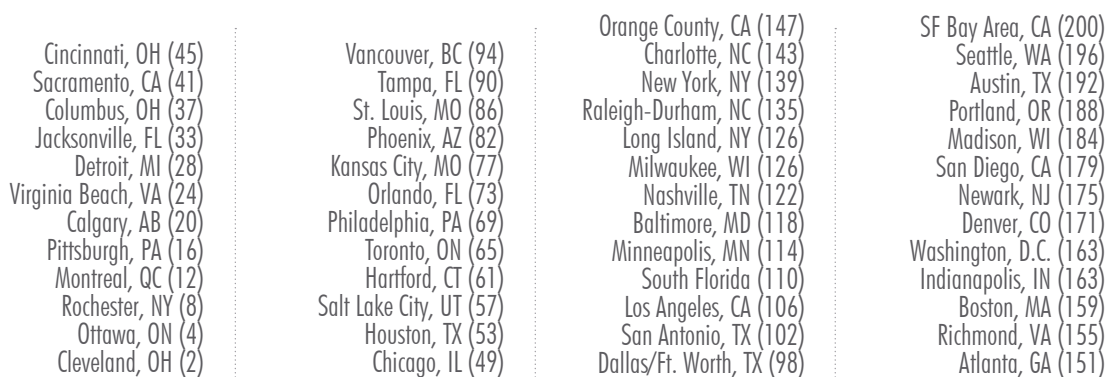 Cincinnati, OH (45)
Sacramento, CA (41)
Columbus, OH (37)
Jacksonville, FL (33)
Detroit, MI (28)
Virginia Beach, VA (24)
Calgary, AB (20)
Pittsburgh, PA (16)
Montreal, QC (12)
Rochester, NY (8)
Ottawa, ON (4)
Cleveland, OH (2)
Vancouver, BC (94)
Tampa, FL (90)
St. Louis, MO (86)
Phoenix, AZ (82)
Kansas City, MO (77)
Orlando, FL (73)
Philadelphia, PA (69)
Toronto, ON (65)
Hartford, CT (61)
Salt Lake City, UT (57)
Houston, TX (53)
Chicago, IL (49)
Orange County, CA (147)
Charlotte, NC (143)
New York, NY (139)
Raleigh-Durham, NC (135)
Long Island, NY (126)
Milwaukee, WI (126)
Nashville, TN (122)
Baltimore, MD (118)
Minneapolis, MN (114)
South Florida (110)
Los Angeles, CA (106)
San Antonio, TX (102)
Dallas/Ft. Worth, TX (98)
SF Bay Area, CA (200)
Seattle, WA (196)
Austin, TX (192)
Portland, OR (188)
Madison, WI (184)
San Diego, CA (179)
Newark, NJ (175)
Denver, CO (171)
Washington, D.C. (163)
Indianapolis, IN (163)
Boston, MA (159)
Richmond, VA (155)
Atlanta, GA (151)